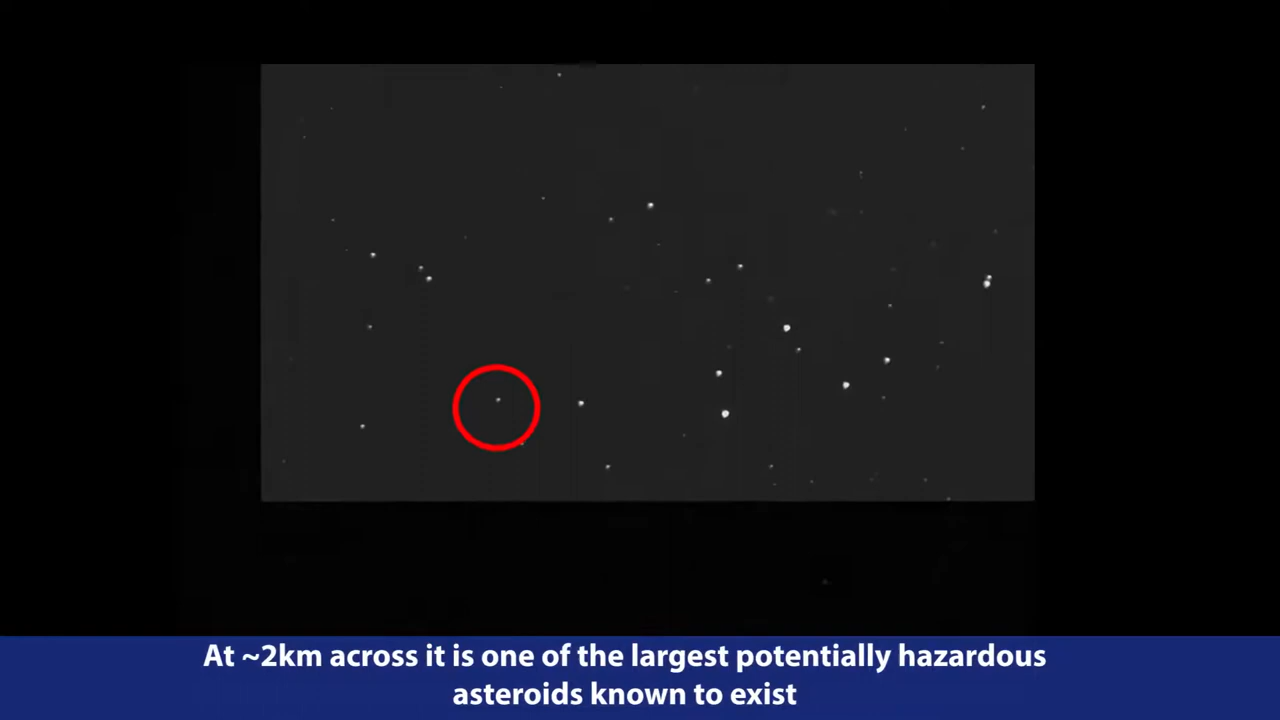 At ~2km across it is one of the largest potentially hazardous
asteroids known to exist